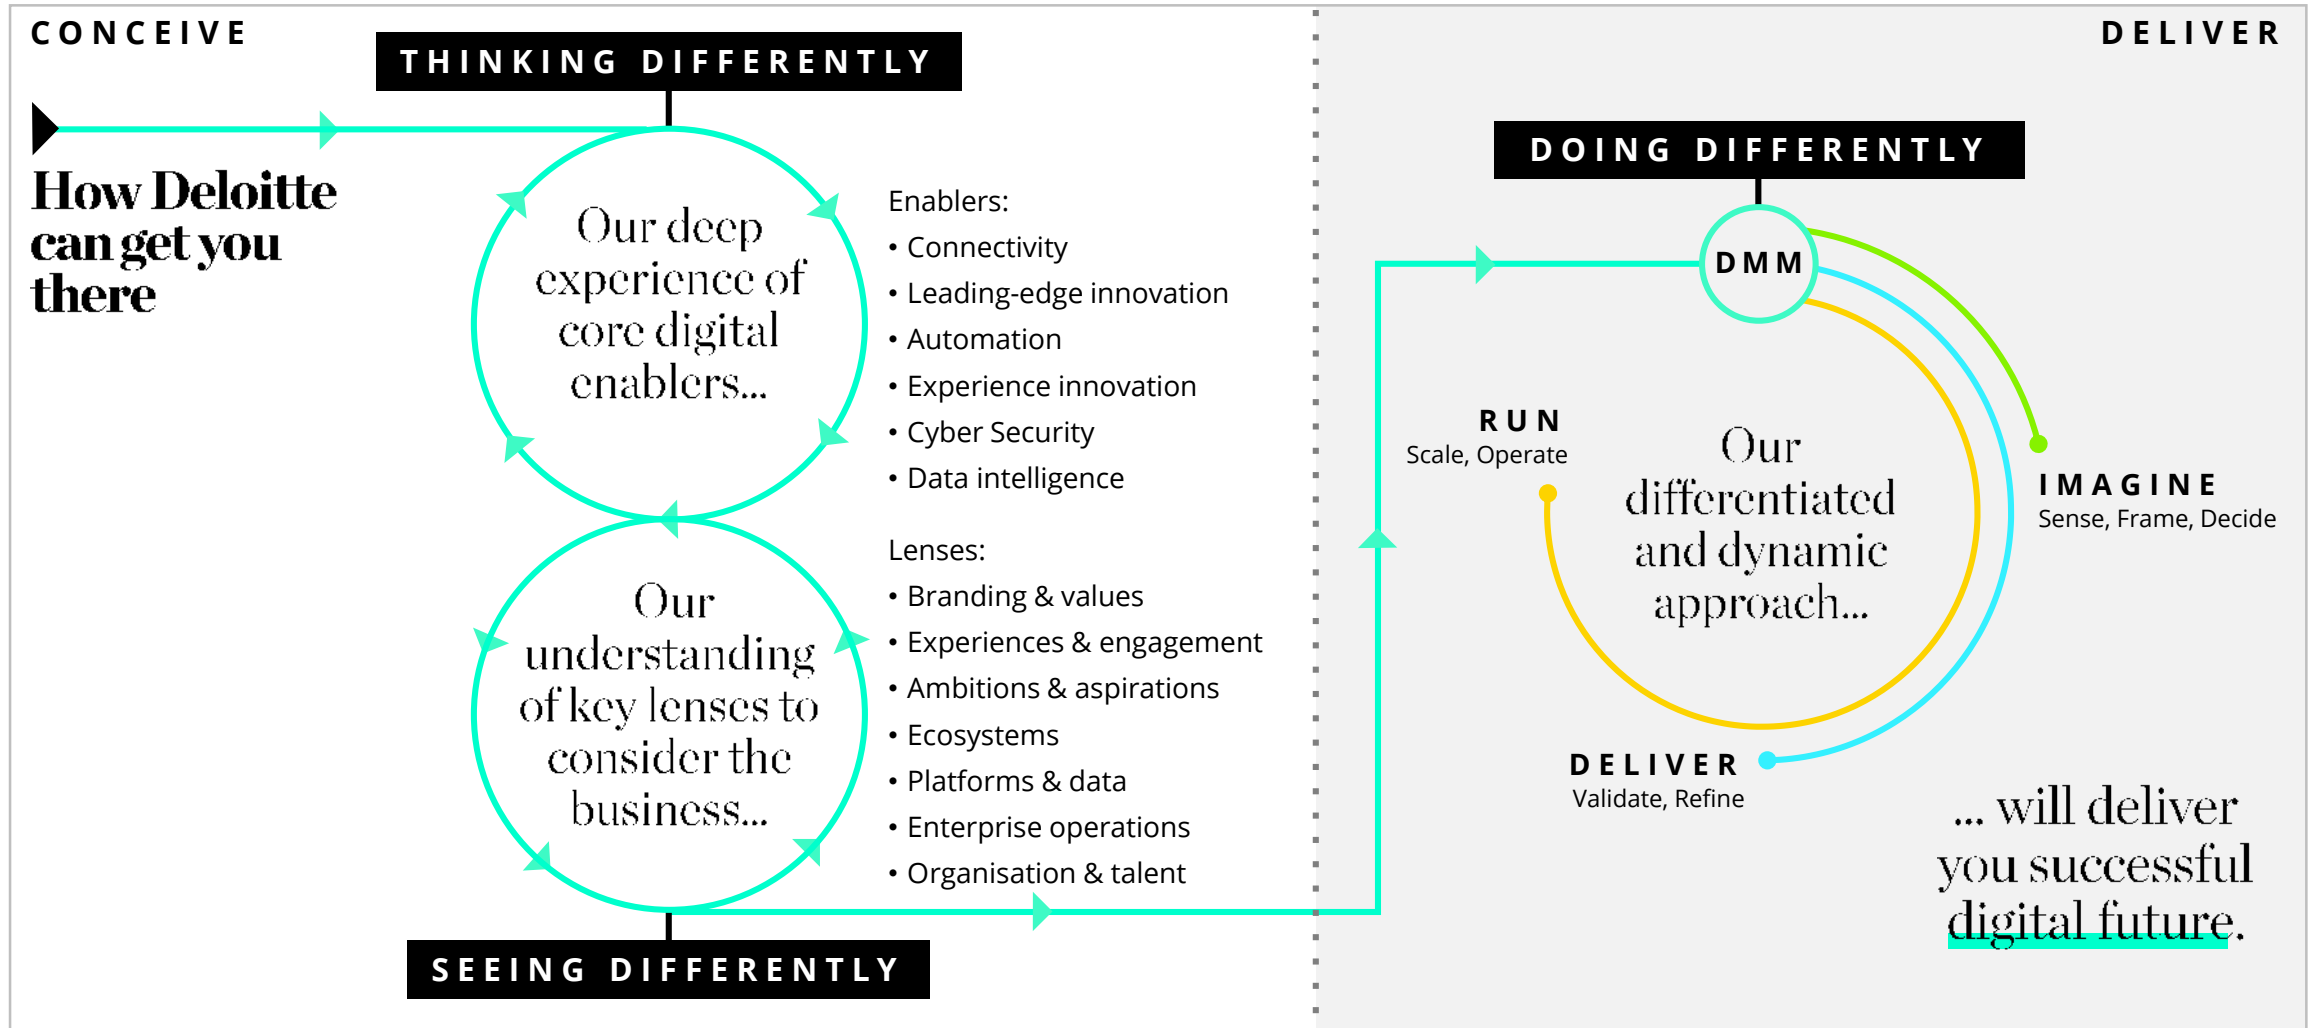 CONCEIVE
THINKING DIFFERENTLY
How Deloitte
can get you
there
Our deep
experience of
core digital
enablers...
Enablers:
• Connectivity
• Leading-edge innovation
• Automation
• Experience innovation
• Cyber Security
• Data intelligence
Our
understanding
of key lenses to
consider the
business...
Lenses:
• Branding & values
• Experiences & engagement
• Ambitions & aspirations
• Ecosystems
• Platforms & data
• Enterprise operations
• Organisation & talent
SEEING DIFFERENTLY
DELIVER
DOING DIFFERENTLY
DMM
RUN
Scale, Operate
Our
differentiated
and dynamic
approach...
IMAGINE
Sense, Frame, Decide
DELIVER
Validate, Refine
... will deliver
you successful
digital future.